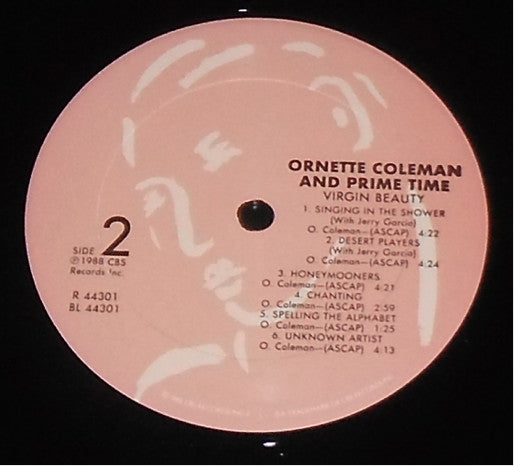 ORNETTE COLEMAN
AND PRIME TIME
VIRGIN BEAUTY
1. SINGING IN THE SHOWER
(With Jerry Garcia)
O. Coleman—(ASCAP) 4:22
2. DESERT PLAYERS
(With Jerry Garcia)
O. Coleman—(ASCAP) 4:24
3. HONEYMOONERS
O. Coleman—(ASCAP) 4:21
4. CHANTING
O. Coleman—(ASCAP) 2:59
5. SPELLING THE ALPHABET
O. Coleman—(ASCAP) 1:25
6. UNKNOWN ARTIST
O. Coleman—(ASCAP) 4:13
SIDE 2
℗ 1988 CBS
Records Inc.
R 44301
BL 44301